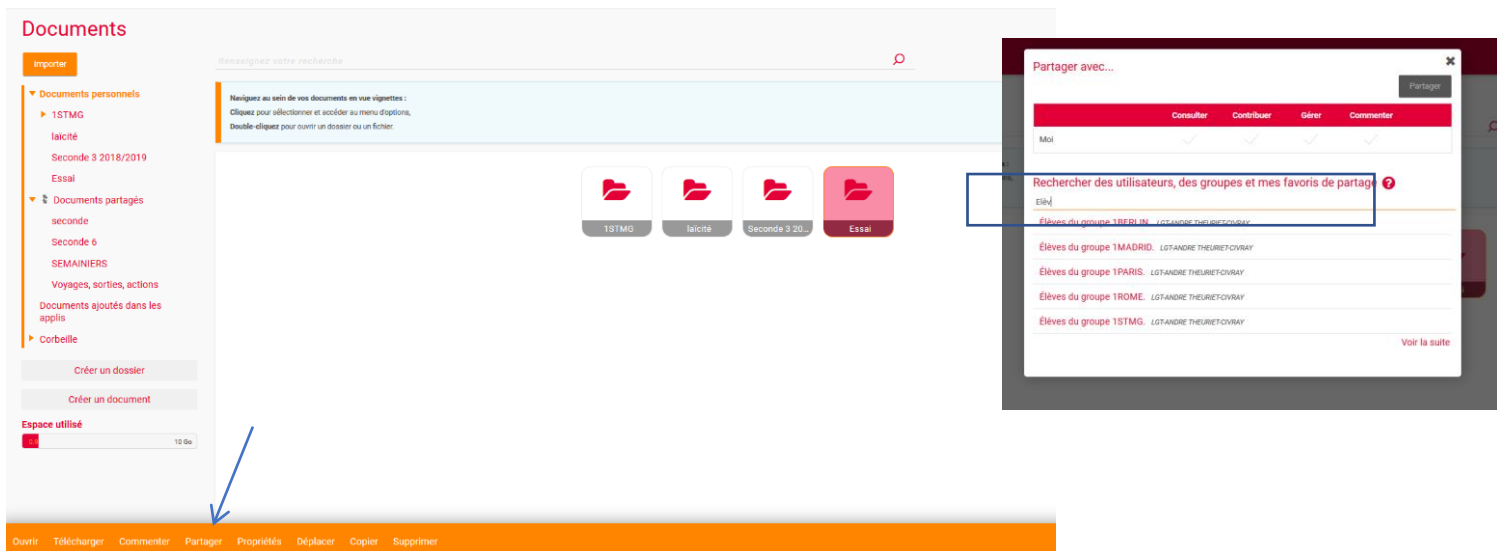 Documents
Importer
Renseignez votre recherche
Documents personnels
1STMG
laïcité
Seconde 3 2018/2019
Essai
Documents partagés
seconde
Seconde 6
SEMAINIERS
Voyages, sorties, actions
Documents ajoutés dans les
applis
Corbeille
Créer un dossier
Créer un document
Espace utilisé
0,9 10 Go
Naviguez au sein de vos documents en vue vignettes :
Cliquez pour sélectionner et accéder au menu d'options,
Double-cliquez pour ouvrir un dossier ou un fichier.
1STMG laïcité Seconde 3 20... Essai
Ouvrir Télécharger Commenter Partager Propriétés Déplacer Copier Supprimer
Partager avec...
Partager
Consulter Contribuer Gérer Commenter
Moi
Rechercher des utilisateurs, des groupes et mes favoris de partage
Elèv
Élèves du groupe 1BERLIN. LGT-ANDRE THEURIET-CIVRAY
Élèves du groupe 1MADRID. LGT-ANDRE THEURIET-CIVRAY
Élèves du groupe 1PARIS. LGT-ANDRE THEURIET-CIVRAY
Élèves du groupe 1ROME. LGT-ANDRE THEURIET-CIVRAY
Élèves du groupe 1STMG. LGT-ANDRE THEURIET-CIVRAY
Voir la suite